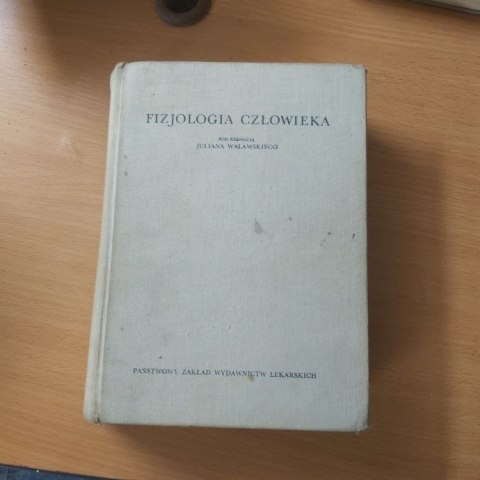 FIZJOLOGIA CZŁOWIEKA
POD REDAKCJĄ
JULIANA WALAWSKIEGO
PAŃSTWOWY ZAKŁAD WYDAWNICTW LEKARSKICH